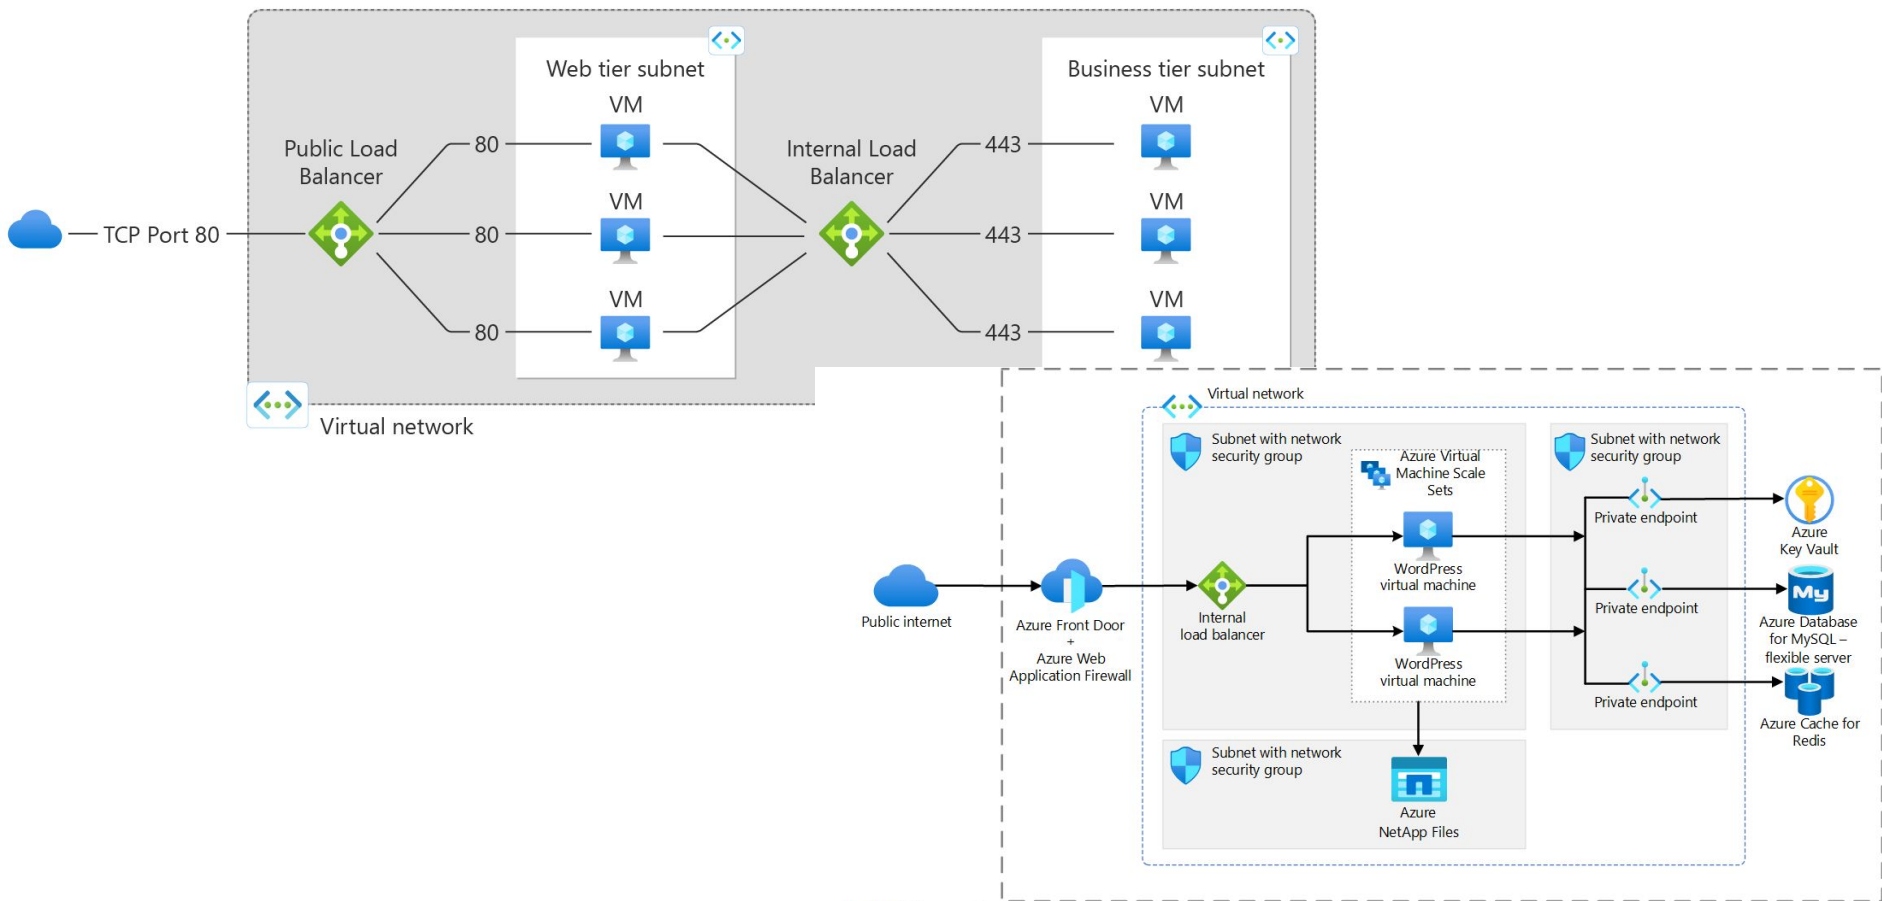 Web tier subnet
Business tier subnet
VM
VM
Public Load
Balancer
80
Internal Load
Balancer
443
VM
VM
TCP Port 80
80
443
VM
VM
80
443
Virtual network
Virtual network
Subnet with network
security group
Azure Virtual
Machine Scale
Sets
Subnet with network
security group
Private endpoint
Azure
Key Vault
WordPress
virtual machine
Private endpoint
My
Public internet
Azure Front Door
+
Azure Web
Application Firewall
Internal
load balancer
Azure Database
for MySQL –
flexible server
WordPress
virtual machine
Private endpoint
Azure Cache for
Redis
Subnet with network
security group
Azure
NetApp Files